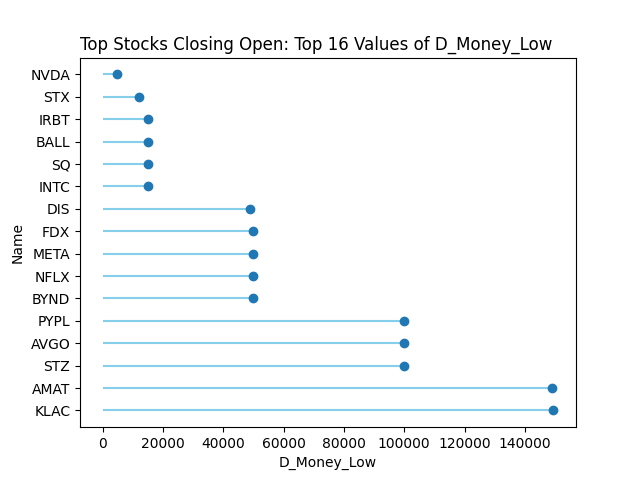 Top Stocks Closing Open: Top 16 Values of D_Money_Low
NVDA
STX
IRBT
BALL
SQ
INTC
DIS
FDX
META
NFLX
BYND
PYPL
AVGO
STZ
AMAT
KLAC
Name
0 20000 40000 60000 80000 100000 120000 140000
D_Money_Low